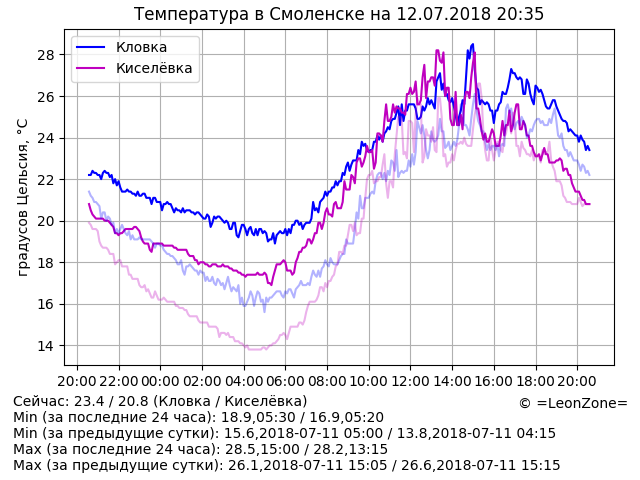 Температура в Смоленске на 12.07.2018 20:35
Кловка
Киселёвка
градусов Цельсия, °C
28
26
24
22
20
18
16
14
20:00 22:00 00:00 02:00 04:00 06:00 08:00 10:00 12:00 14:00 16:00 18:00 20:00
Сейчас: 23.4 / 20.8 (Кловка / Киселёвка)
© =LeonZone=
Min (за последние 24 часа): 18.9,05:30 / 16.9,05:20
Min (за предыдущие сутки): 15.6,2018-07-11 05:00 / 13.8,2018-07-11 04:15
Max (за последние 24 часа): 28.5,15:00 / 28.2,13:15
Max (за предыдущие сутки): 26.1,2018-07-11 15:05 / 26.6,2018-07-11 15:15